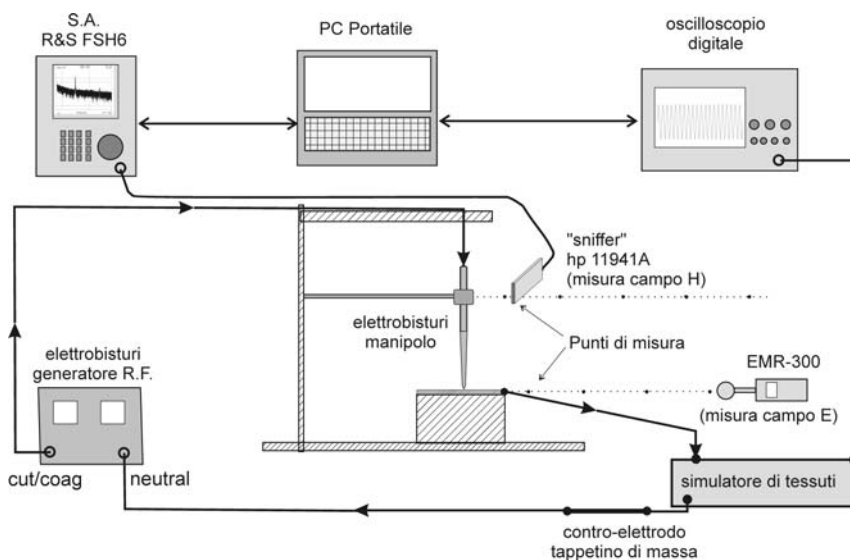 S.A.
R&S FSH6
PC Portatile
oscilloscopio
digitale
"sniffer"
hp 11941A
(misura campo H)
elettrobisturi
manipolo
Punti di misura
elettrobisturi
generatore R.F.
EMR-300
(misura campo E)
cut/coag
neutral
simulatore di tessuti
contro-elettrodo
tappetino di massa